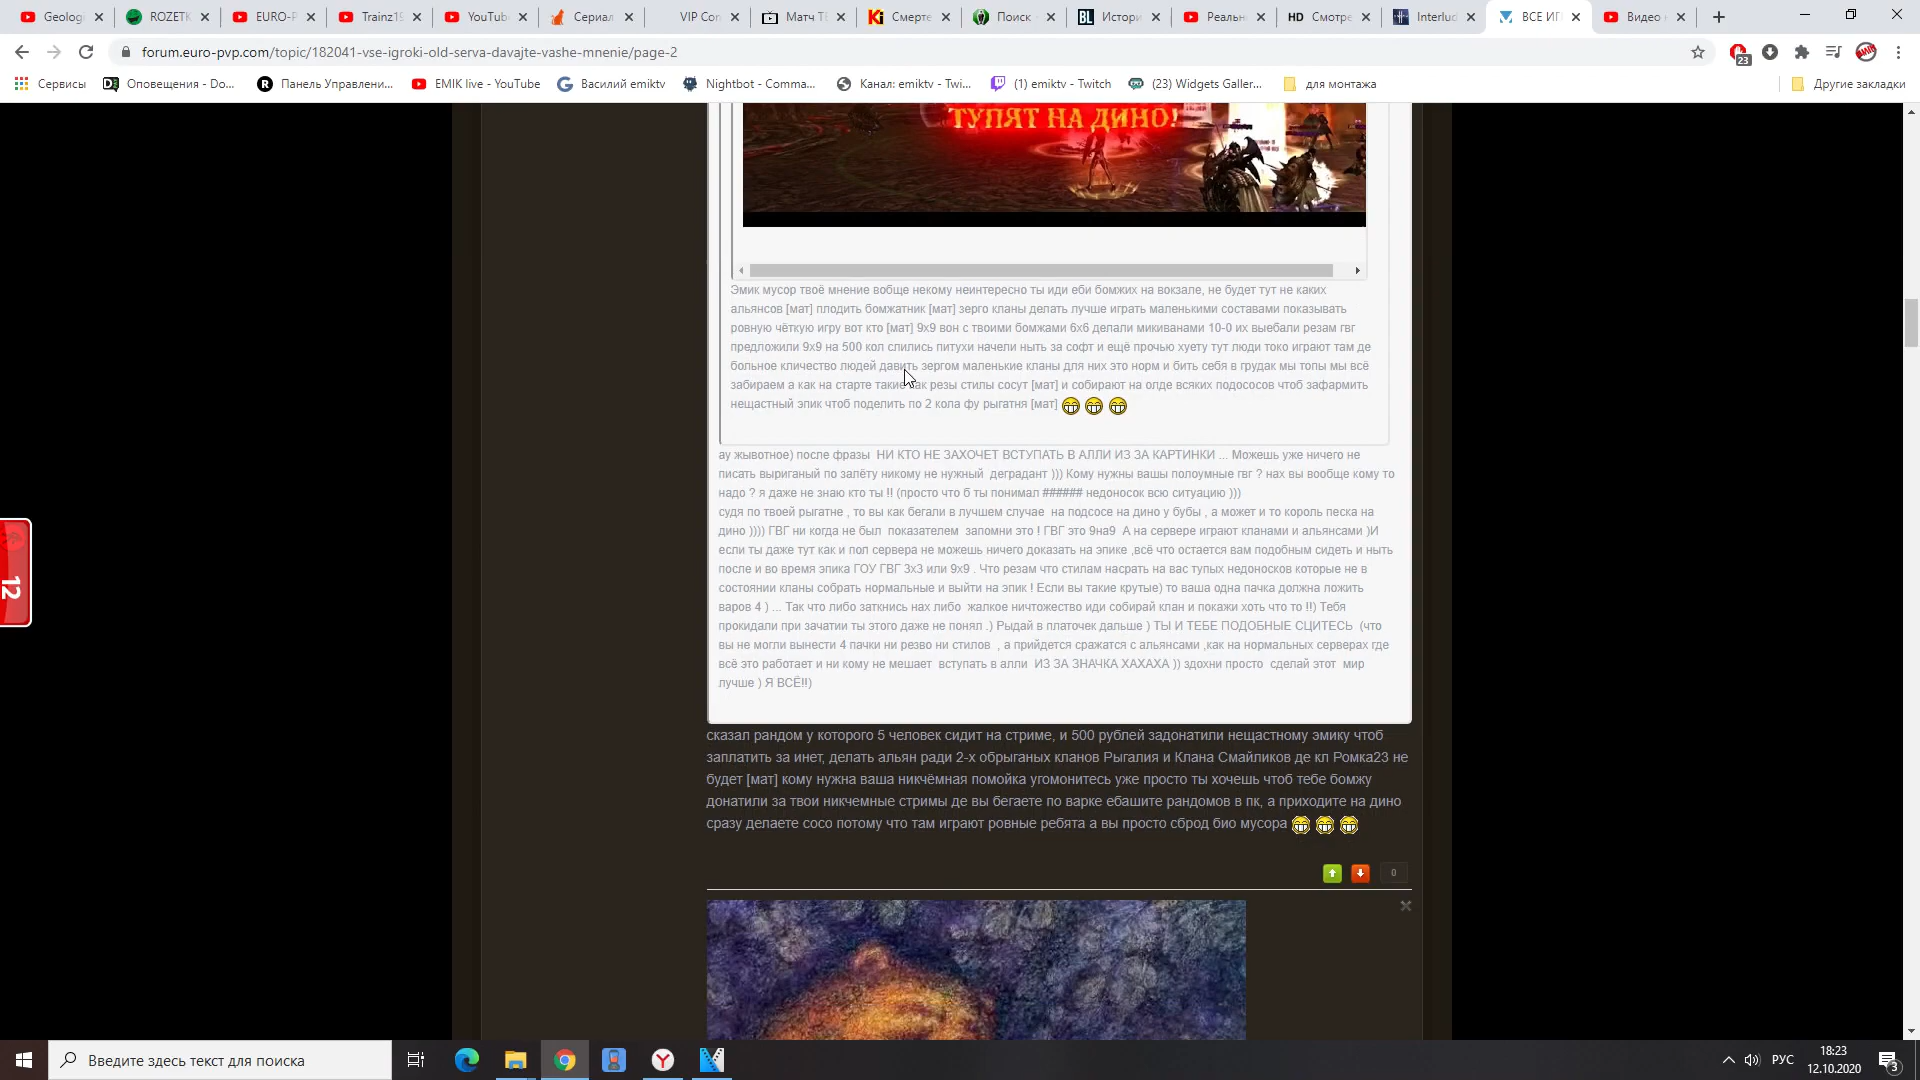 Geologi
ROZETK
EURO-P
Trainz19
YouTube
Сериал
VIP Con
Матч ТВ
Смерте
Поиск
Истори
Реальн
HD Смотре
Interlud
ВСЕ ИГР
Видео
forum.euro-pvp.com/topic/182041-vse-igroki-old-serva-davajte-vashe-mnenie/page-2
23
Сервисы
Оповещения - Do...
Панель Управлени...
EMIK live - YouTube
Василий emiktv
Nightbot - Comma...
Канал: emiktv - Twi...
(1) emiktv - Twitch
(23) Widgets Galler...
для монтажа
Другие закладки
ТУПЯТ НА ДИНО!
Эмик мусор твоё мнение вобще некому неинтересно ты иди еби бомжих на вокзале, не будет тут не каких
альянсов [мат] плодить бомжатник [мат] зерго кланы делать лучше играть маленькими составами показывать
ровную чёткую игру вот кто [мат] 9х9 вон с твоими бомжами 6х6 делали микиванами 10-0 их выебали резам гвг
предложили 9х9 на 500 кол слились питухи начели ныть за софт и ещё прочью хуету тут люди токо играют там де
больное кличество людей давить зергом маленькие кланы для них это норм и бить себя в грудак мы топы мы всё
забираем а как на старте такие как резы стилы сосут [мат] и собирают на олде всяких подососов чтоб зафармить
нещастный эпик чтоб поделить по 2 кола фу рыгатня [мат]
ау жывотное) после фразы НИ КТО НЕ ЗАХОЧЕТ ВСТУПАТЬ В АЛЛИ ИЗ ЗА КАРТИНКИ ... Можешь уже ничего не
писать выриганый по залёту никому не нужный деградант ))) Кому нужны вашы полоумные гвг ? нах вы вообще кому то
надо ? я даже не знаю кто ты !! (просто что б ты понимал ###### недоносок всю ситуацию )))
судя по твоей рыгатне , то вы как бегали в лучшем случае на подсосе на дино у бубы , а может и то король песка на
дино )))) ГВГ ни когда не был показателем запомни это ! ГВГ это 9на9 А на сервере играют кланами и альянсами )И
если ты даже тут как и пол сервера не можешь ничего доказать на эпике ,всё что остается вам подобным сидеть и ныть
после и во время эпика ГОУ ГВГ 3х3 или 9х9 . Что резам что стилам насрать на вас тупых недоносков которые не в
состоянии кланы собрать нормальные и выйти на эпик ! Если вы такие крутые) то ваша одна пачка должна ложить
варов 4 ) ... Так что либо заткнись нах либо жалкое ничтожество иди собирай клан и покажи хоть что то !!) Тебя
прокидали при зачатии ты этого даже не понял .) Рыдай в платочек дальше ) ТЫ И ТЕБЕ ПОДОБНЫЕ СЦИТЕСЬ (что
вы не могли вынести 4 пачки ни резво ни стилов , а прийдется сражатся с альянсами ,как на нормальных серверах где
всё это работает и ни кому не мешает вступать в алли ИЗ ЗА ЗНАЧКА ХАХАХА )) здохни просто сделай этот мир
лучше ) Я ВСЁ!!)
сказал рандом у которого 5 человек сидит на стриме, и 500 рублей задонатили нещастному эмику чтоб
заплатить за инет, делать альян ради 2-х обрыганых кланов Рыгалия и Клана Смайликов де кл Ромка23 не
будет [мат] кому нужна ваша никчёмная помойка угомонитесь уже просто ты хочешь чтоб тебе бомжу
донатили за твои никчемные стримы де вы бегаете по варке ебашите рандомов в пк, а приходите на дино
сразу делаете сосо потому что там играют ровные ребята а вы просто сброд био мусора
0
12
Введите здесь текст для поиска
РУС
18:23
12.10.2020
3